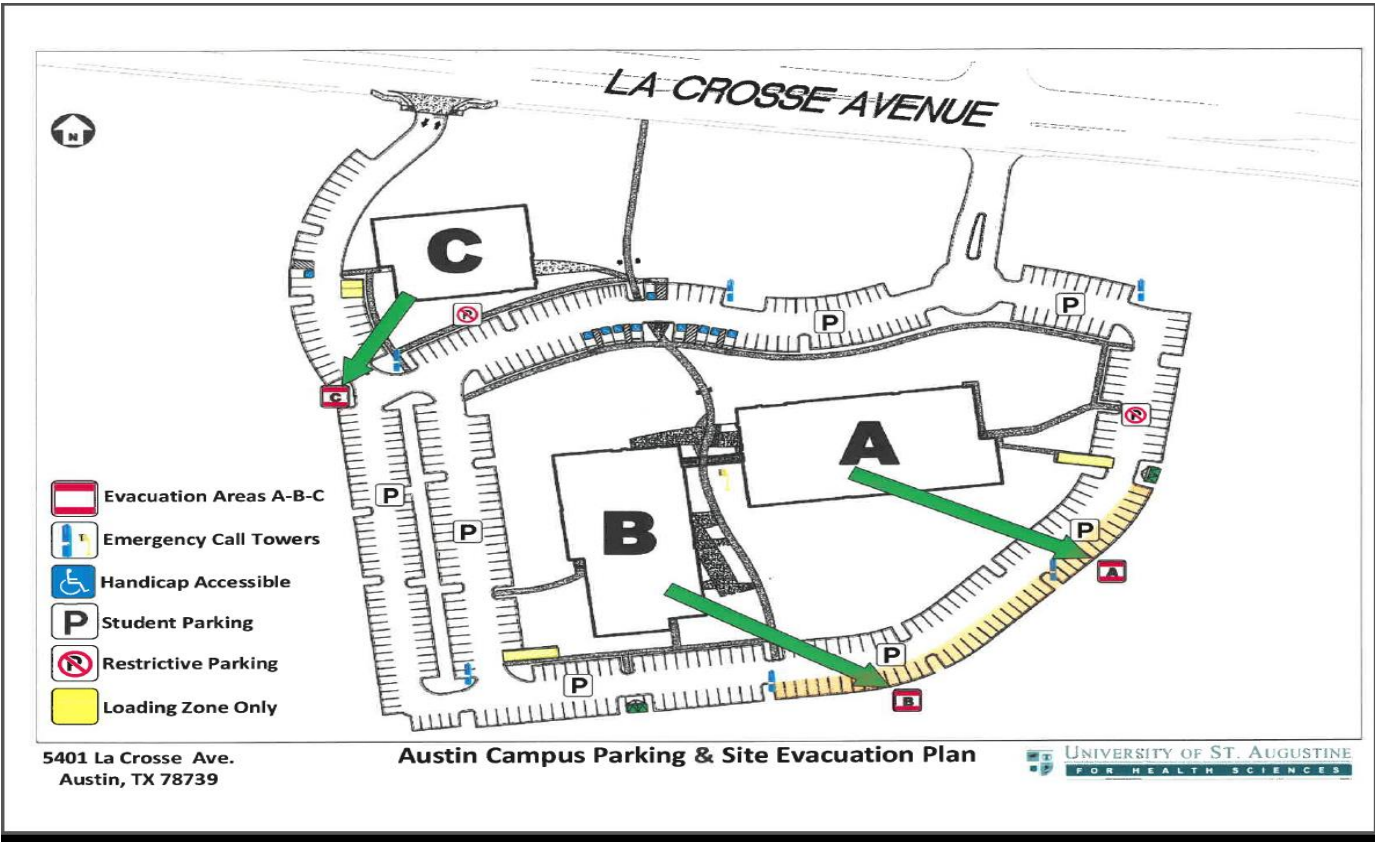 LA CROSSE AVENUE
N
C
P
P
C
A
P
P
B
P
P
A
P
B
Evacuation Areas A-B-C
Emergency Call Towers
Handicap Accessible
P Student Parking
P Restrictive Parking
Loading Zone Only
5401 La Crosse Ave.
Austin, TX 78739
Austin Campus Parking & Site Evacuation Plan
UNIVERSITY OF ST. AUGUSTINE
FOR HEALTH SCIENCES